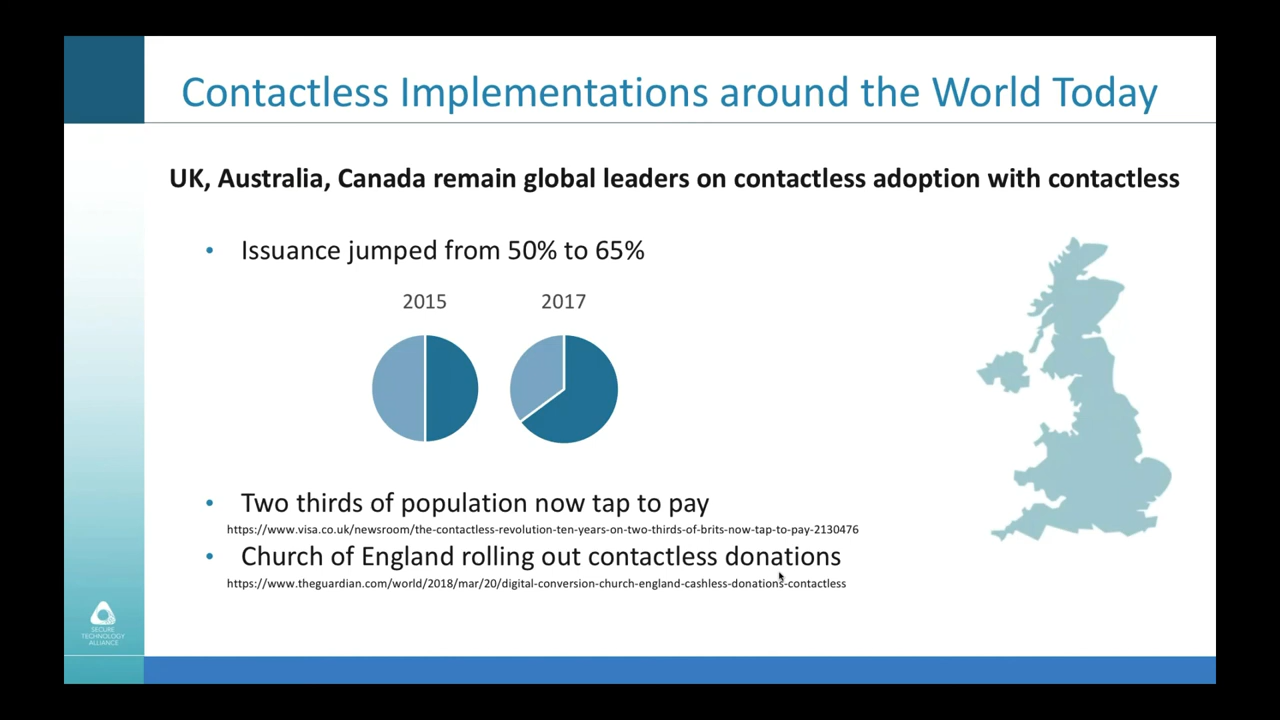 Contactless Implementations around the World Today
UK, Australia, Canada remain global leaders on contactless adoption with contactless
• Issuance jumped from 50% to 65%
2015 2017
• Two thirds of population now tap to pay
https://www.visa.co.uk/newsroom/the-contactless-revolution-ten-years-on-two-thirds-of-brits-now-tap-to-pay-2130476
• Church of England rolling out contactless donations
https://www.theguardian.com/world/2018/mar/20/digital-conversion-church-england-cashless-donations-contactless
SECURE
TECHNOLOGY
ALLIANCE